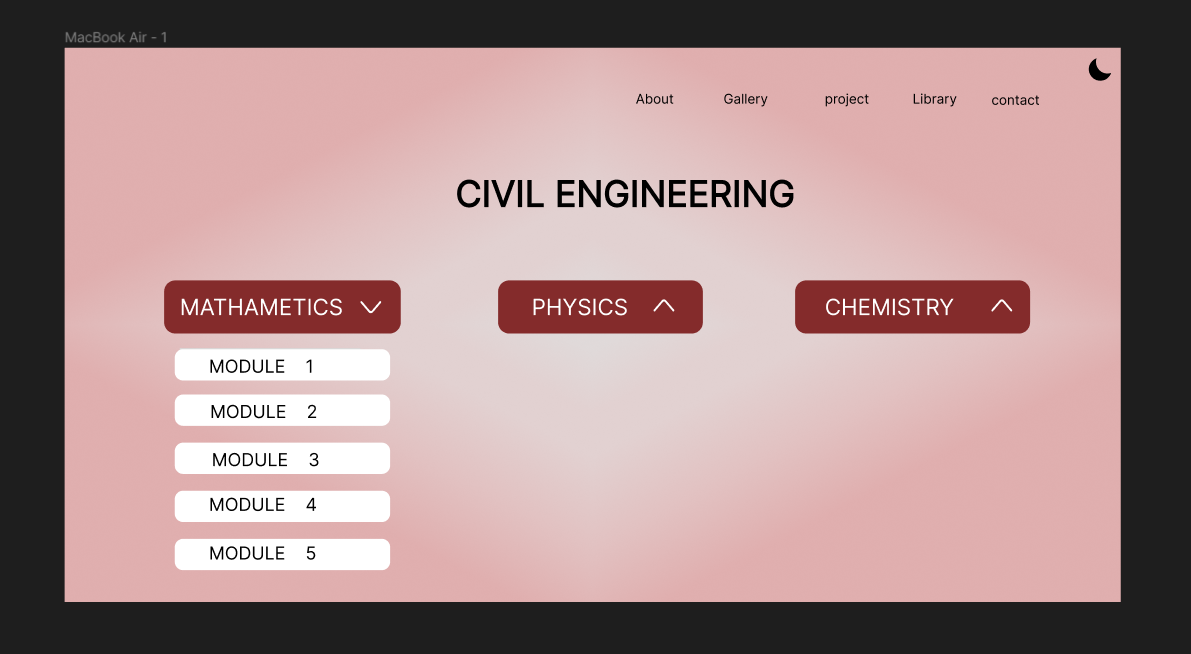 MacBook Air - 1
About Gallery project Library contact
CIVIL ENGINEERING
MATHAMETICS PHYSICS CHEMISTRY
MODULE 1
MODULE 2
MODULE 3
MODULE 4
MODULE 5